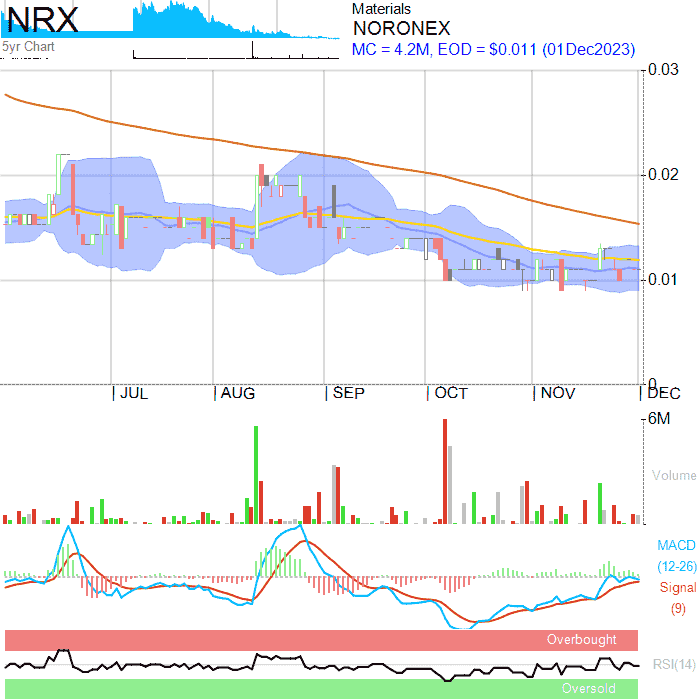 NRX
5yr Chart
Materials
NORONEX
MC = 4.2M, EOD = $0.011 (01Dec2023)
0.03
0.02
0.01
0
JUL
AUG
SEP
OCT
NOV
DEC
6M
Volume
MACD
(12-26)
Signal
(9)
Overbought
RSI(14)
Oversold